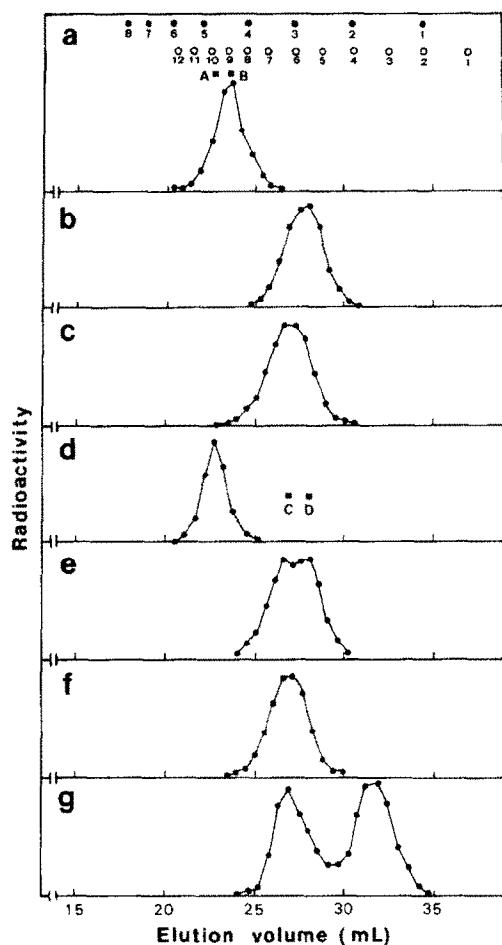 a
8 7 6 5 4 3 2 1
12 11 10 9 8 7 6 5 4 3 2 1
A B
b
c
d
C D
e
f
g
15 20 25 30 35
Radioactivity
Elution volume (mL)